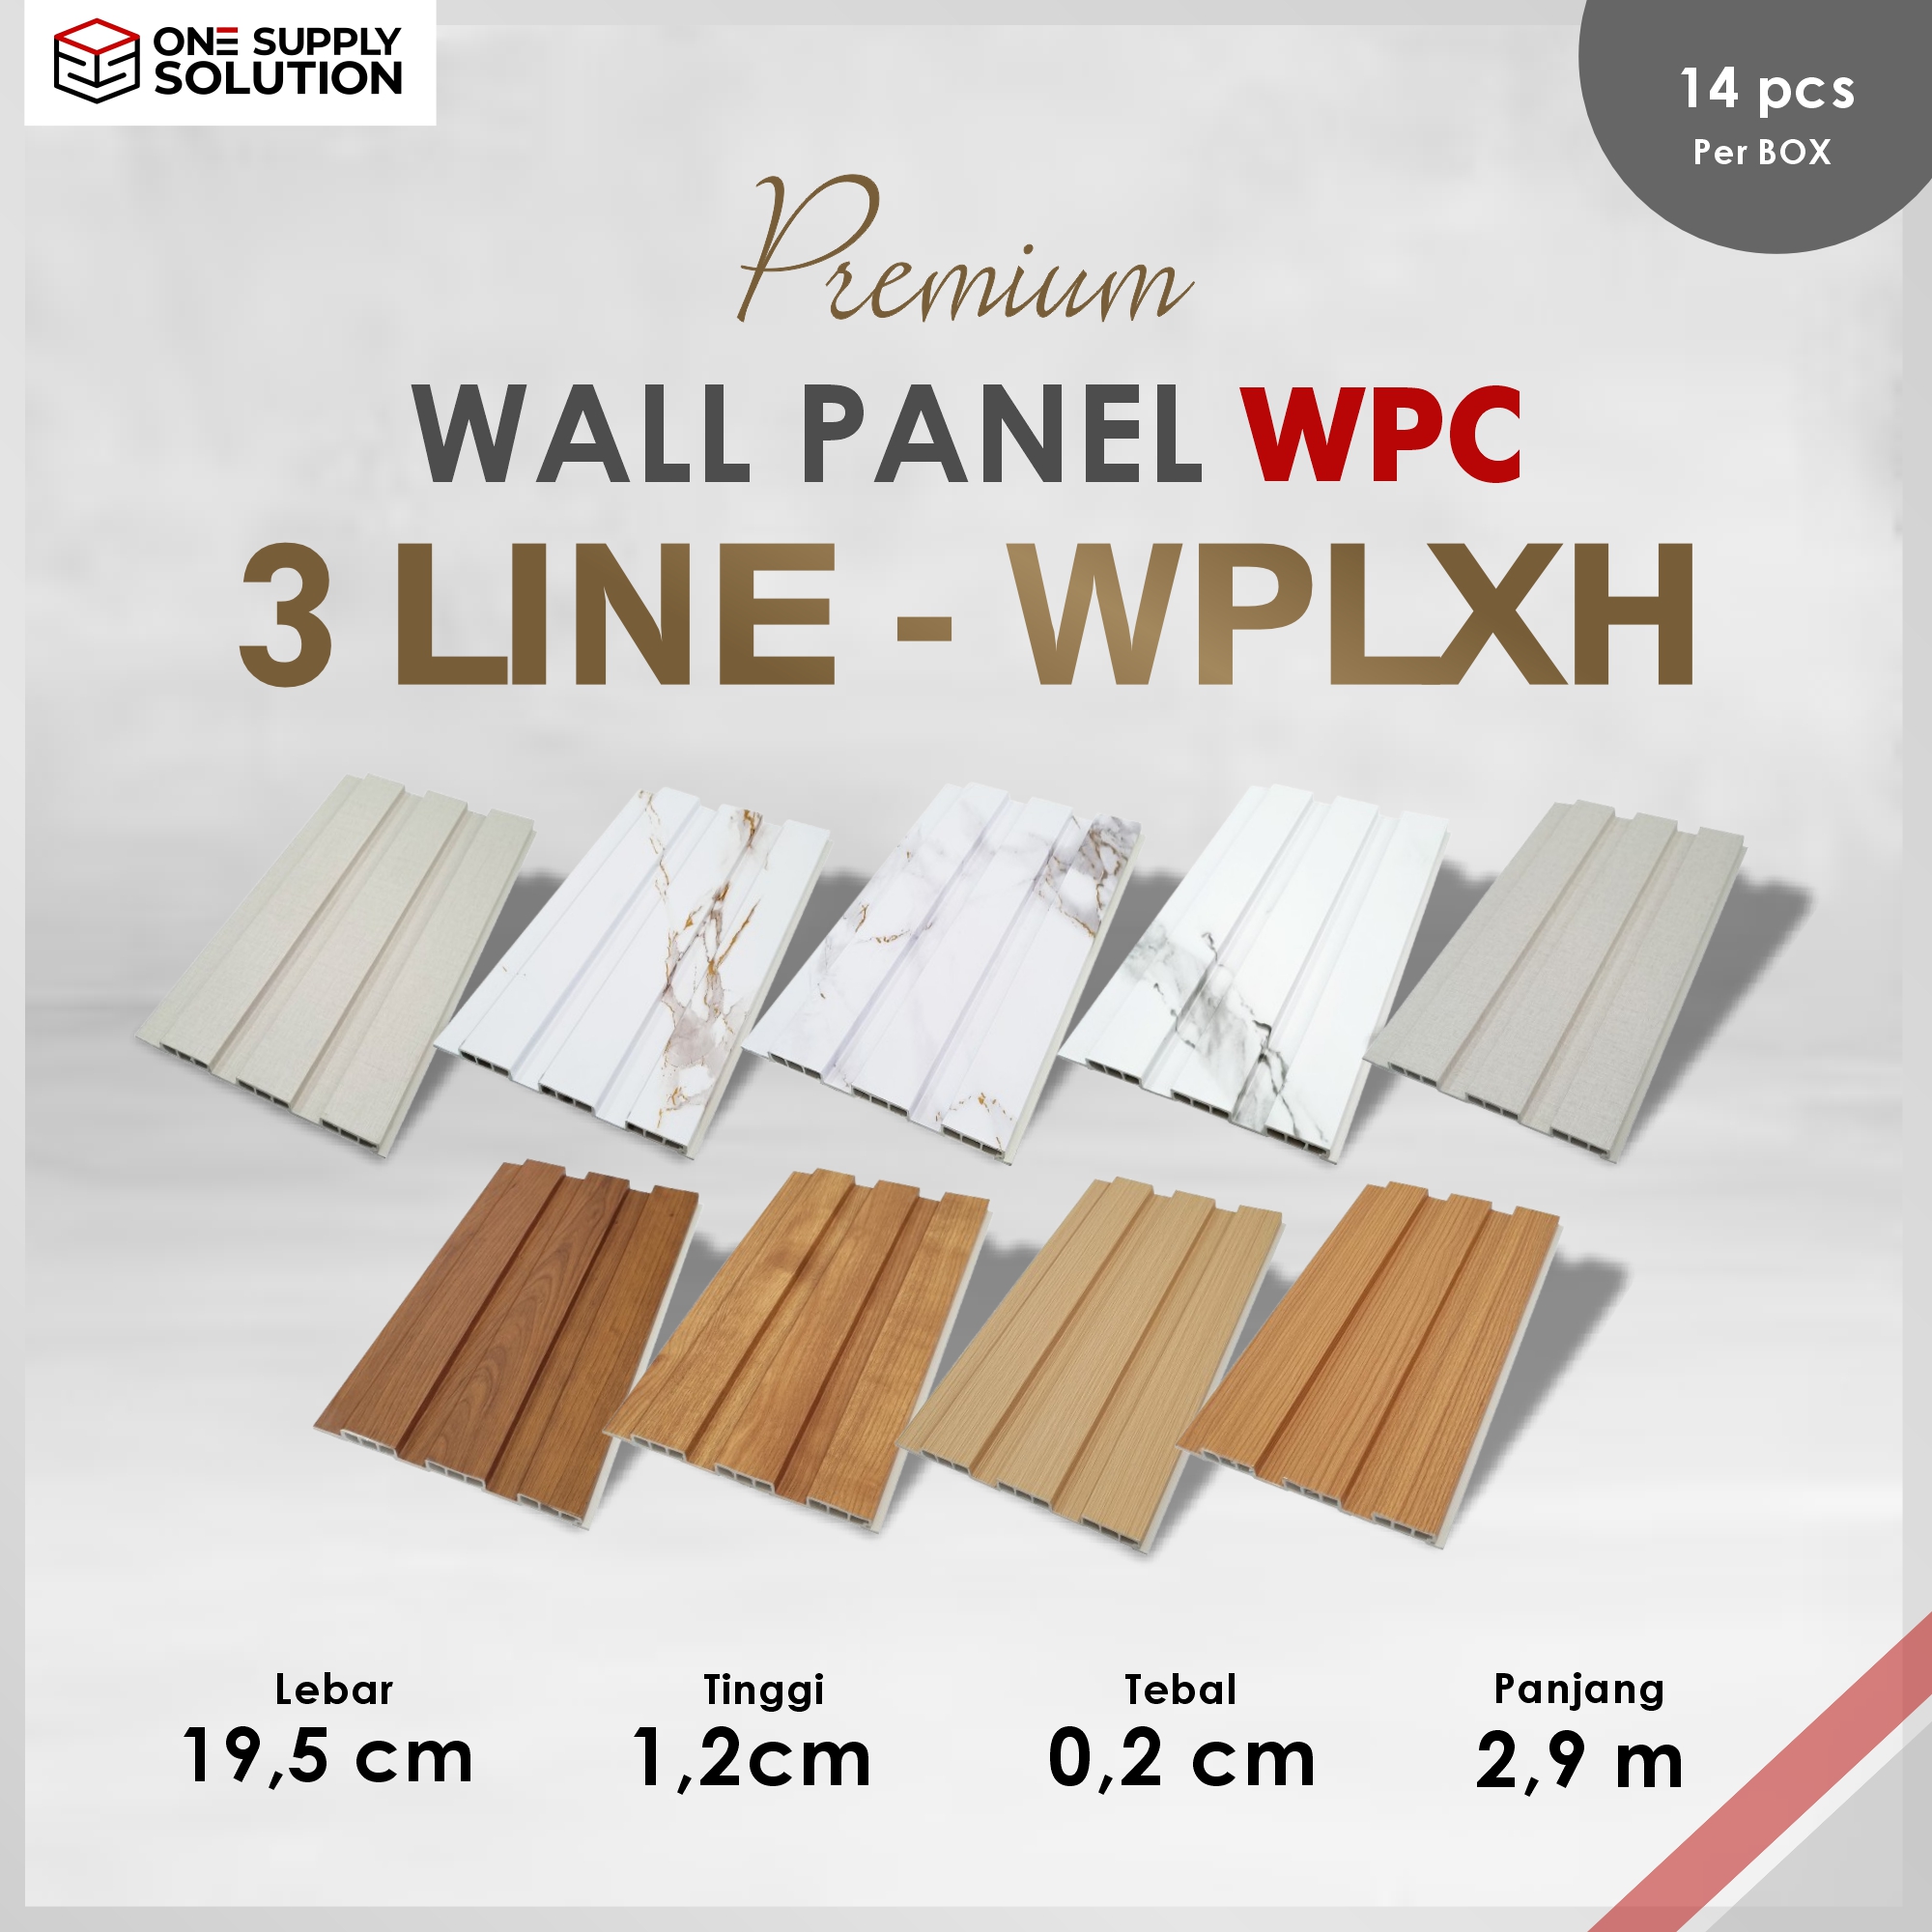 ONE SUPPLY
SOLUTION
14 pcs
Per BOX
Premium
WALL PANEL WPC
3 LINE - WPLXH
Lebar
19,5 cm
Tinggi
1,2cm
Tebal
0,2 cm
Panjang
2,9 m